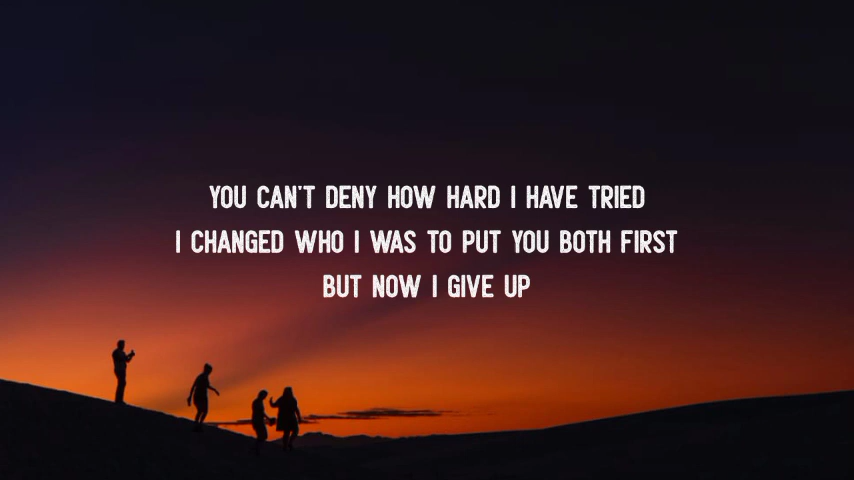 YOU CAN'T DENY HOW HARD I HAVE TRIED
I CHANGED WHO I WAS TO PUT YOU BOTH FIRST
BUT NOW I GIVE UP